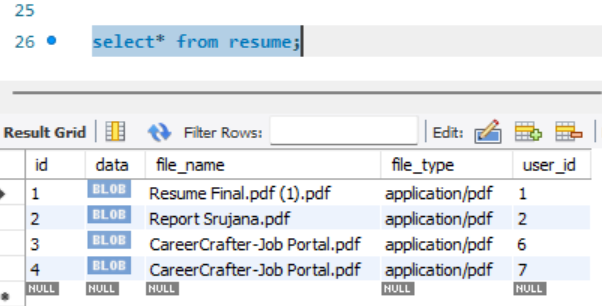 25
26 select* from resume;
Result Grid Filter Rows: Edit:
id data file_name file_type user_id
1 BLOB Resume Final.pdf (1).pdf application/pdf 1
2 BLOB Report Srujana.pdf application/pdf 2
3 BLOB CareerCrafter-Job Portal.pdf application/pdf 6
4 BLOB CareerCrafter-Job Portal.pdf application/pdf 7
NULL NULL NULL NULL NULL